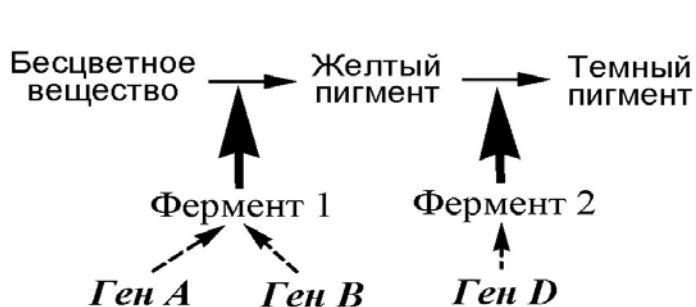 Бесцветное
вещество
Желтый
пигмент
Темный
пигмент
Фермент 1
Фермент 2
Ген А
Ген В
Ген D